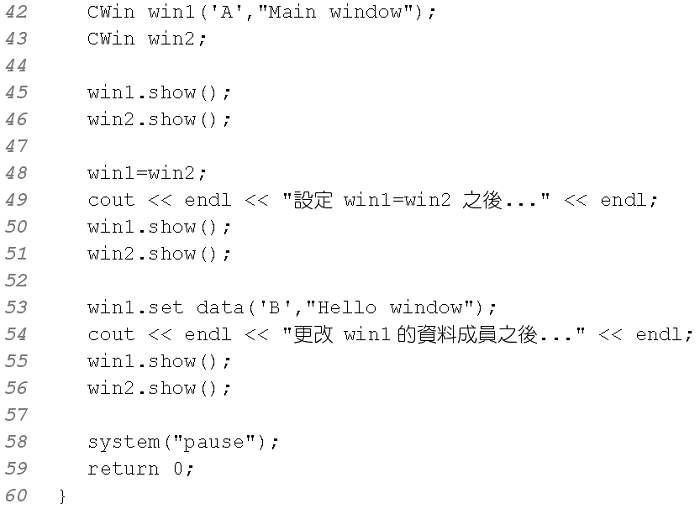 42 CWin win1('A',"Main window");
43 CWin win2;
44
45 win1.show();
46 win2.show();
47
48 win1=win2;
49 cout << endl << "設定 win1=win2 之後..." << endl;
50 win1.show();
51 win2.show();
52
53 win1.set data('B',"Hello window");
54 cout << endl << "更改 win1 的資料成員之後..." << endl;
55 win1.show();
56 win2.show();
57
58 system("pause");
59 return 0;
60 }